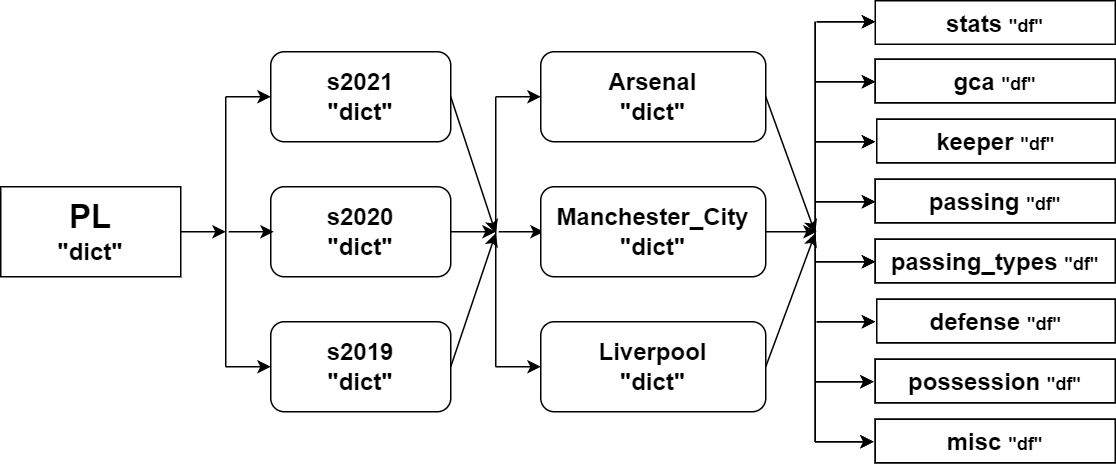 PL
"dict"
s2021
"dict"
s2020
"dict"
s2019
"dict"
Arsenal
"dict"
Manchester_City
"dict"
Liverpool
"dict"
stats "df"
gca "df"
keeper "df"
passing "df"
passing_types "df"
defense "df"
possession "df"
misc "df"